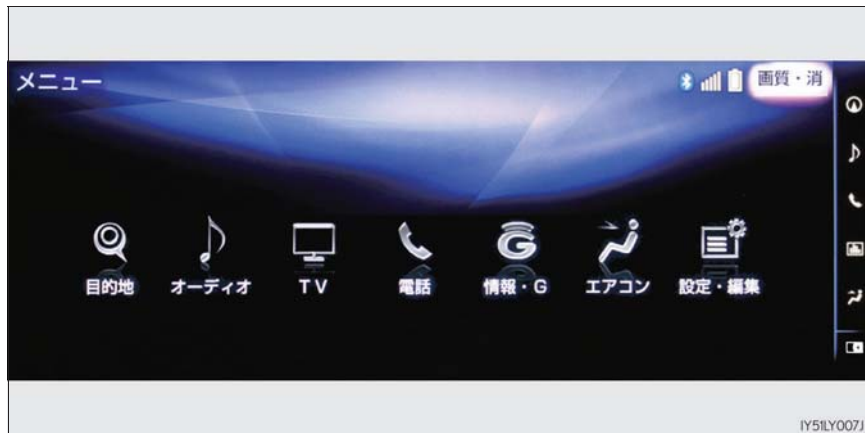 メニュー
画質・消
目的地 オーディオ TV 電話 情報・G エアコン 設定・編集
IY51LY007J